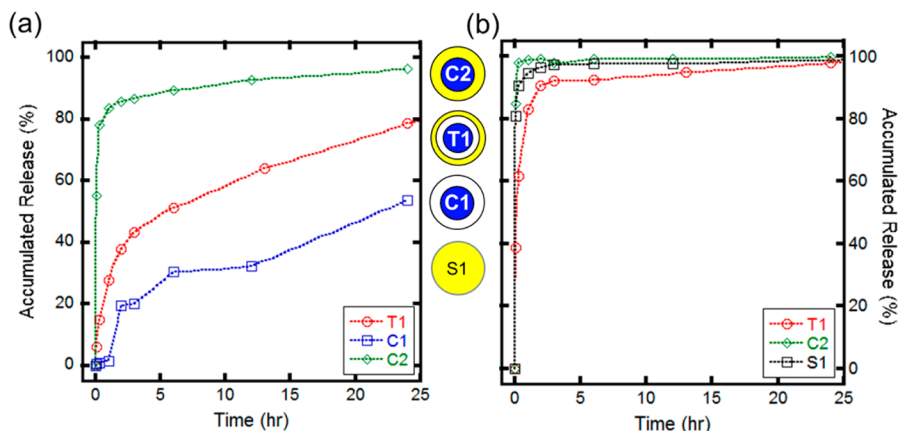 (a)
Accumulated Release (%)
100
80
60
40
20
0
0 5 10 15 20 25
Time (hr)
T1
C1
C2
C2
T1
C1
S1
(b)
100
80
60
40
20
0
Accumulated Release (%)
0 5 10 15 20 25
Time (hr)
T1
C2
S1